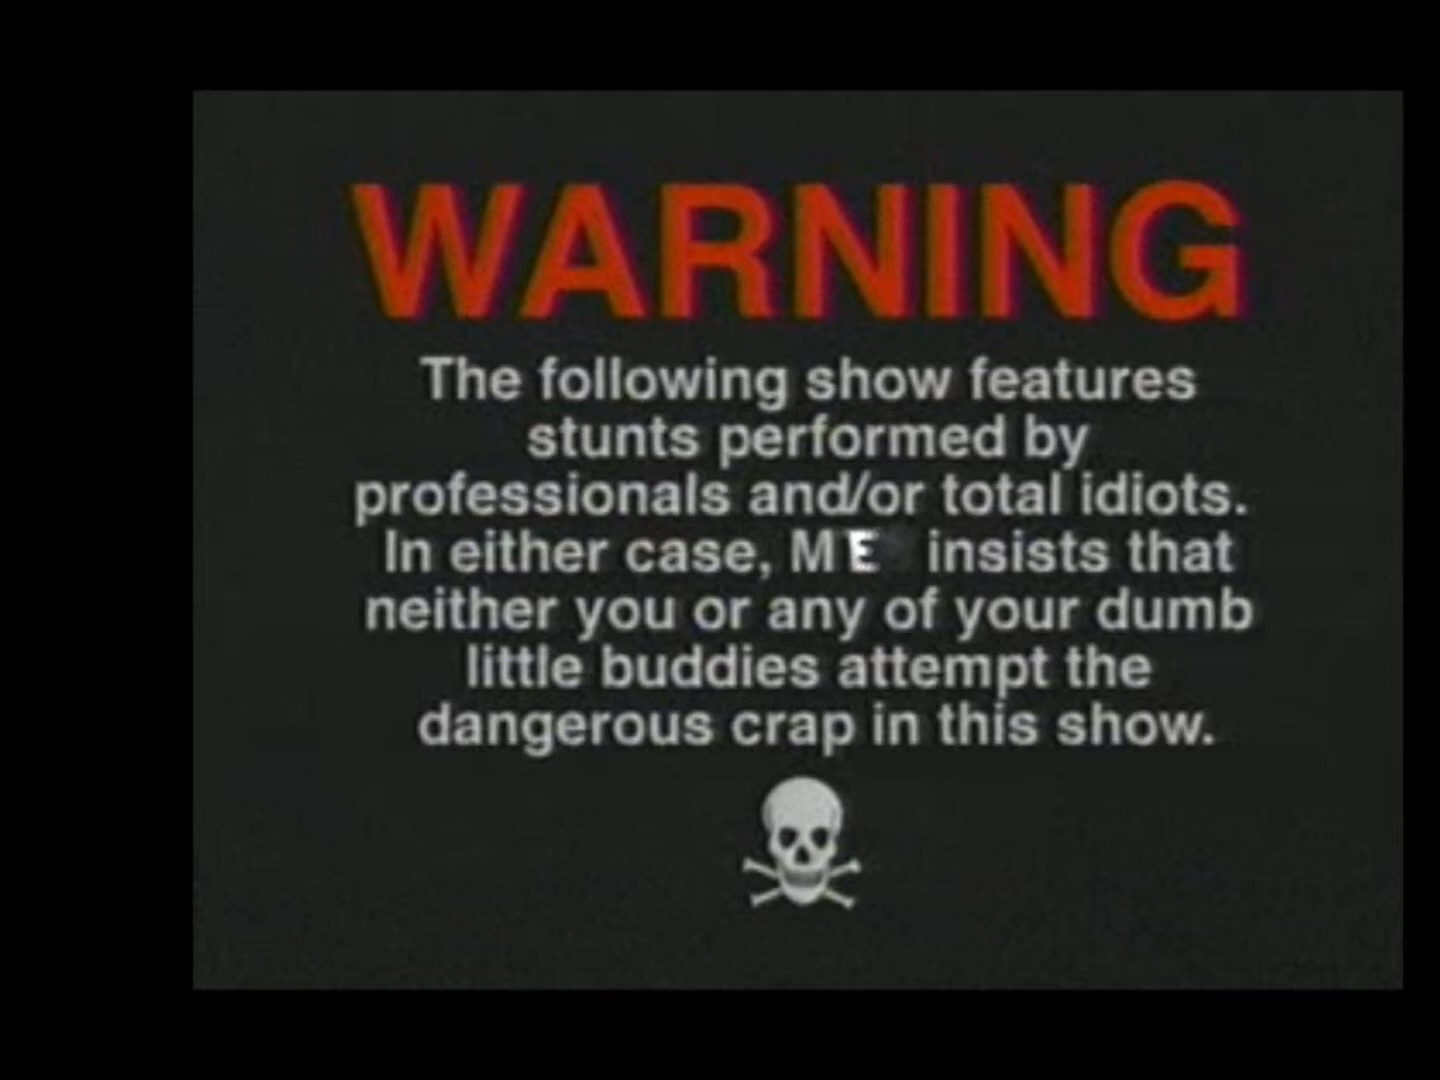 WARNING
The following show features
stunts performed by
professionals and/or total idiots.
In either case, ME insists that
neither you or any of your dumb
little buddies attempt the
dangerous crap in this show.